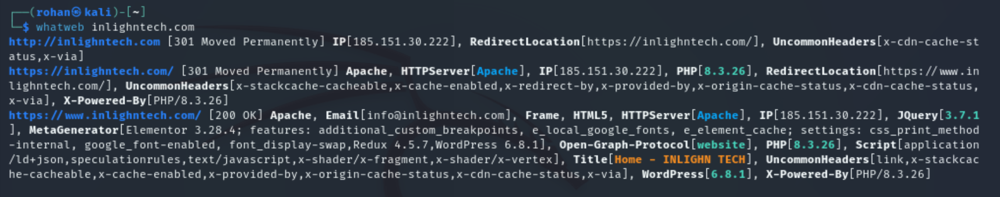 ┌──(rohan㉿kali)-[~]
└─$ whatweb inlighntech.com
http://inlighntech.com [301 Moved Permanently] IP[185.151.30.222], RedirectLocation[https://inlighntech.com/], UncommonHeaders[x-cdn-cache-st
atus,x-via]
https://inlighntech.com/ [301 Moved Permanently] Apache, HTTPServer[Apache], IP[185.151.30.222], PHP[8.3.26], RedirectLocation[https://www.in
lighntech.com/], UncommonHeaders[x-stackcache-cacheable,x-cache-enabled,x-redirect-by,x-provided-by,x-origin-cache-status,x-cdn-cache-status,
x-via], X-Powered-By[PHP/8.3.26]
https://www.inlighntech.com/ [200 OK] Apache, Email[info@inlighntech.com], Frame, HTML5, HTTPServer[Apache], IP[185.151.30.222], JQuery[3.7.1
], MetaGenerator[Elementor 3.28.4; features: additional_custom_breakpoints, e_local_google_fonts, e_element_cache; settings: css_print_method
-internal, google_font-enabled, font_display-swap,Redux 4.5.7,WordPress 6.8.1], Open-Graph-Protocol[website], PHP[8.3.26], Script[application
/ld+json,speculationrules,text/javascript,x-shader/x-fragment,x-shader/x-vertex], Title[Home - INLIGHN TECH], UncommonHeaders[link,x-stackcac
he-cacheable,x-cache-enabled,x-provided-by,x-origin-cache-status,x-cdn-cache-status,x-via], WordPress[6.8.1], X-Powered-By[PHP/8.3.26]